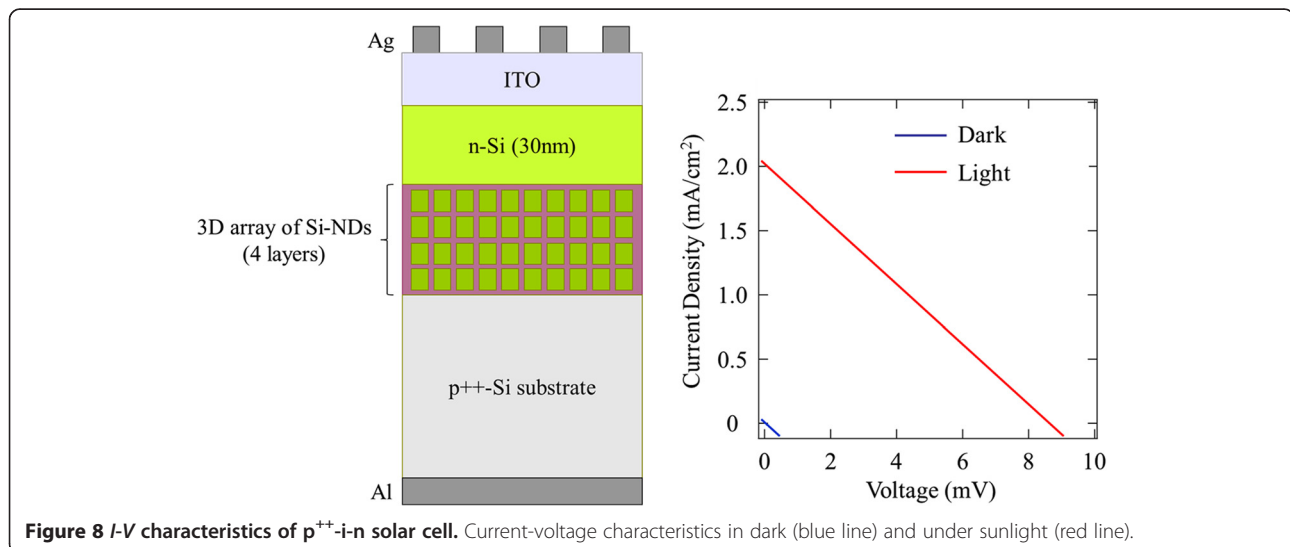 Ag
ITO
n-Si (30nm)
3D array of Si-NDs
(4 layers)
p++-Si substrate
Al
2.5
2.0
1.5
1.0
0.5
0
Current Density (mA/cm²)
Dark
Light
0 2 4 6 8 10
Voltage (mV)
Figure 8 I-V characteristics of p⁺⁺-i-n solar cell. Current-voltage characteristics in dark (blue line) and under sunlight (red line).